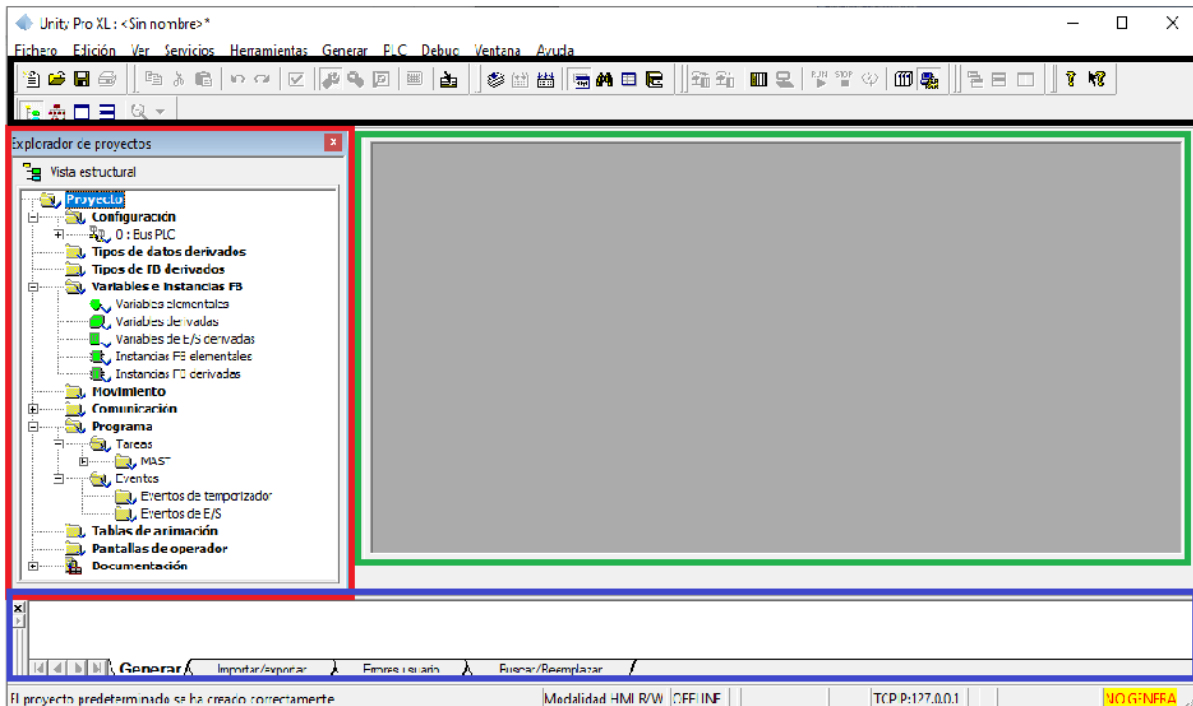 Unity Pro XL : <Sin nombre>*
Fichero Edición Ver Servicios Herramientas Generar PLC Debug Ventana Ayuda
RUN STOP
Explorador de proyectos
Vista estructural
Proyecto
Configuración
0 : Bus PLC
Tipos de datos derivados
Tipos de FB derivados
Variables e instancias FB
Variables elementales
Variables derivadas
Variables de E/S derivadas
Instancias FB elementales
Instancias FB derivadas
Movimiento
Comunicación
Programa
Tareas
MAST
Eventos
Eventos de temporizador
Eventos de E/S
Tablas de animación
Pantallas de operador
Documentación
Generar Importar/exportar Errores usuario Buscar/Reemplazar
El proyecto predeterminado se ha creado correctamente Modalidad HMI R/W OFFLINE TCPIP:127.0.0.1 NO GENERA